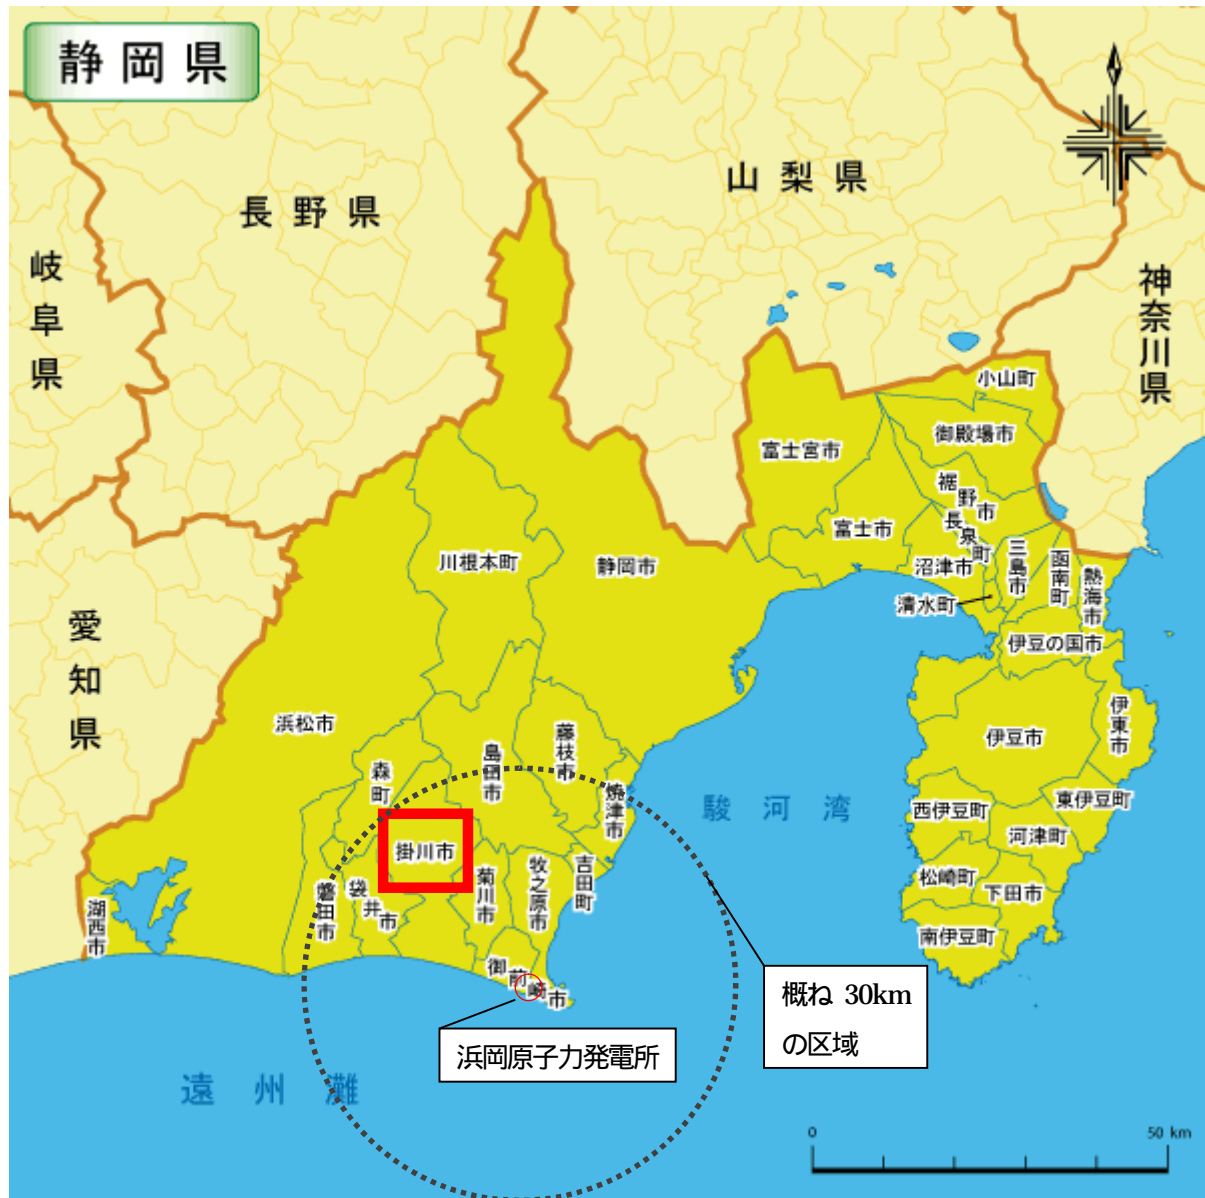 静岡県
長野県
山梨県
岐阜県
神奈川県
愛知県
小山町
御殿場市
富士宮市
裾野市
長泉町
富士市
沼津市
三島市
函南町
熱海市
清水町
伊豆の国市
川根本町
静岡市
浜松市
伊東市
伊豆市
藤枝市
島田市
森町
焼津市
西伊豆町
東伊豆町
河津町
駿河湾
掛川市
牧之原市
吉田町
菊川市
袋井市
磐田市
湖西市
松崎町
下田市
南伊豆町
御前崎市
概ね 30km
の区域
浜岡原子力発電所
遠州灘
0
50 km